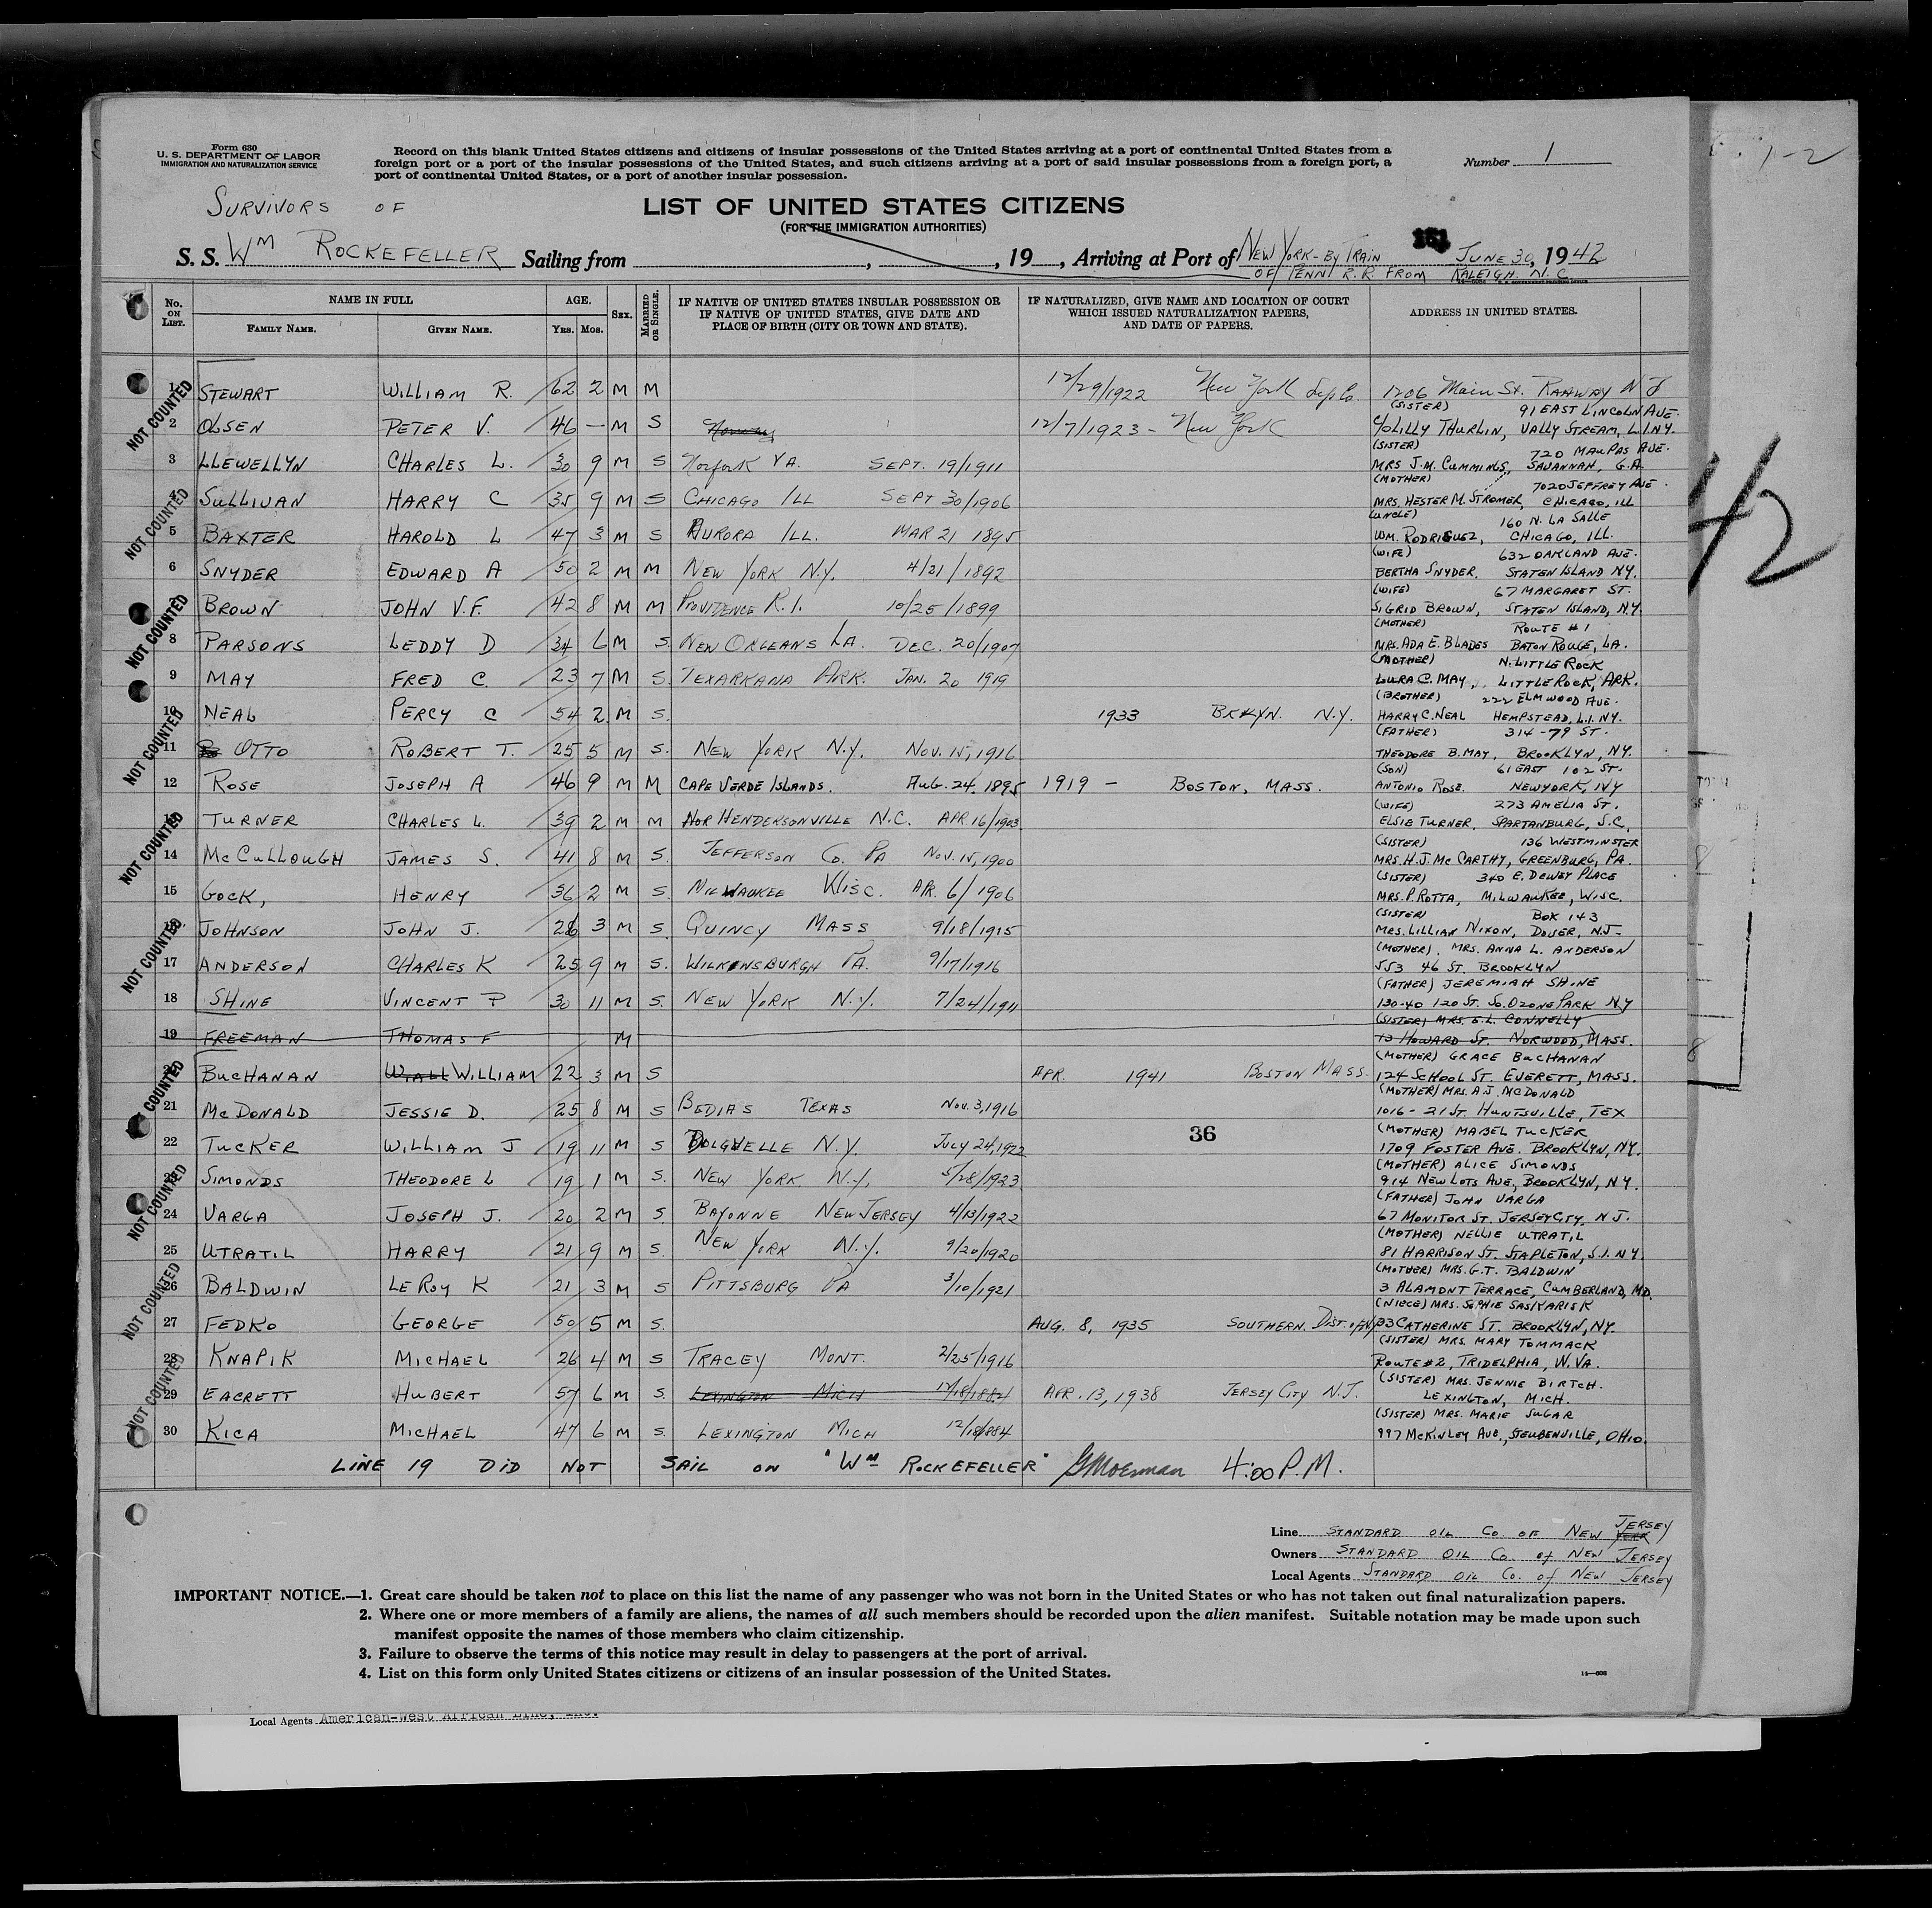 Form 630
U. S. DEPARTMENT OF LABOR
IMMIGRATION AND NATURALIZATION SERVICE
Record on this blank United States citizens and citizens of insular possessions of the United States arriving at a port of continental United States from a
foreign port or a port of the insular possessions of the United States, and such citizens arriving at a port of said insular possessions from a foreign port, a
port of continental United States, or a port of another insular possession.
Number 1
1-2
SURVIVORS OF
LIST OF UNITED STATES CITIZENS
(FOR THE IMMIGRATION AUTHORITIES)
S. S. WM ROCKEFELLER Sailing from , , 19 , Arriving at Port of NEW YORK - BY TRAIN JUNE 30, 1942
OF PENN R.R. FROM RALEIGH. N.C.
No. ON LIST. NAME IN FULL FAMILY NAME. GIVEN NAME. AGE. YRS. MOS. SEX. MARRIED OR SINGLE. IF NATIVE OF UNITED STATES INSULAR POSSESSION OR IF NATIVE OF UNITED STATES, GIVE DATE AND PLACE OF BIRTH (CITY OR TOWN AND STATE). IF NATURALIZED, GIVE NAME AND LOCATION OF COURT WHICH ISSUED NATURALIZATION PAPERS, AND DATE OF PAPERS. ADDRESS IN UNITED STATES.
1 STEWART WILLIAM R. 62 2 M M 12/29/1922 New York 1206 Main St. RAHWAY N J
(SISTER) 91 EAST LINCOLN AVE.
2 OLSEN PETER V. 46 — M S Norway 12/7/1923 - New York C/O LILLY THURLIN, VALLY STREAM, L.I.N.Y.
(SISTER) 720 MAUPAS AVE.
3 LLEWELLYN CHARLES L. 30 9 M S Norfork VA. SEPT. 19/1911 MRS J.M. CUMMINGS, SAVANNAH, G.A.
(MOTHER) 7020 JEFFREY AVE.
4 SULLIVAN HARRY C 35 9 M S CHICAGO ILL SEPT 30/1906 MRS. HESTER M. STROMER, CHICAGO, ILL
(UNCLE) 160 N. LA SALLE
5 BAXTER HAROLD L 47 3 M S AURORA ILL. MAR 21 1895 WM. RODRIGUEZ, CHICAGO, ILL.
(WIFE) 632 OAKLAND AVE.
6 SNYDER EDWARD A 50 2 M M NEW YORK N.Y. 4/21/1892 BERTHA SNYDER, STATEN ISLAND N.Y.
(WIFE) 67 MARGARET ST.
7 BROWN JOHN V.F. 42 8 M M PROVIDENCE R.I. 10/25/1899 SIGRID BROWN, STATEN ISLAND, N.Y.
(MOTHER) ROUTE #1
8 PARSONS LEDDY D 34 6 M S. NEW ORLEANS LA. DEC. 20/1907 MRS. ADA E. BLADES BATON ROUGE, LA.
(MOTHER) N. LITTLE ROCK
9 MAY FRED C. 23 7 M S. TEXARKANA ARK. JAN. 20 1919 LURA C. MAY, LITTLE ROCK, ARK.
(BROTHER) 222 ELMWOOD AVE.
10 NEAL PERCY C 54 2 M S. 1933 BKLYN. N.Y. HARRY C. NEAL HEMPSTEAD, L.I. N.Y.
(FATHER) 314-79 ST.
11 OTTO ROBERT T. 25 5 M S. NEW YORK N.Y. NOV. 15, 1916 THEODORE B. MAY, BROOKLYN, N.Y.
(SON) 61 EAST 102 ST.
12 ROSE JOSEPH A 46 9 M M CAPE VERDE ISLANDS. AUG. 24. 1895 1919 - BOSTON, MASS. ANTONIO ROSE. NEW YORK, NY
(WIFE) 273 AMELIA ST.
13 TURNER CHARLES L. 39 2 M M HENDERSONVILLE N.C. APR 16/1903 ELSIE TURNER, SPARTANBURG, S.C.
(SISTER) 136 WESTMINSTER
14 McCULLOUGH JAMES S. 41 8 M S. JEFFERSON Co. PA NOV. 15, 1900 MRS. H.J. McCARTHY, GREENBURG, PA.
(SISTER) 340 E. DEWEY PLACE
15 GOCK, HENRY 36 2 M S. MILWAUKEE Wisc. APR. 6/1906 MRS. P. ROTTA, MILWAUKEE, WISC.
(SISTER) BOX 143
16 JOHNSON JOHN J. 26 3 M S. QUINCY MASS 9/18/1915 MRS. LILLIAN NIXON, DOVER, N.J.
(MOTHER). MRS. ANNA L. ANDERSON
17 ANDERSON CHARLES K 25 9 M S. WILKINSBURGH PA. 9/17/1916 553 46 ST. BROOKLYN
(FATHER) JEREMIAH SHINE
18 SHINE VINCENT P 30 11 M S. NEW YORK N.Y. 7/24/1911 130-40 120 ST. SO. OZONE PARK NY
(SISTER) MRS. E.L. CONNELLY
19 FREEMAN THOMAS F M 13 HOWARD ST. NORWOOD, MASS.
(MOTHER) GRACE BUCHANAN
20 BUCHANAN WALL WILLIAM 22 3 M S APR. 1941 BOSTON MASS. 124 SCHOOL ST. EVERETT, MASS.
(MOTHER) MRS. A.J. McDONALD
21 McDONALD JESSIE D. 25 8 M S BEDIAS TEXAS NOV. 3, 1916 1016 - 21 ST. HUNTSVILLE, TEX
36
(MOTHER) MABEL TUCKER
22 TUCKER WILLIAM J 19 11 M S DOLGHELLE N.Y. JULY 24, 1922 1709 FOSTER AVE. BROOKLYN, N.Y.
(MOTHER) ALICE SIMONDS
23 SIMONDS THEODORE L 19 1 M S. NEW YORK N.Y. 5/28/1923 914 NEW LOTS AVE, BROOKLYN, N.Y.
(FATHER) JOHN VARGA
24 VARGA JOSEPH J. 20 2 M S. BAYONNE NEW JERSEY 4/13/1922 67 MONITOR ST. JERSEY CITY, N.J.
(MOTHER) NELLIE UTRATIL
25 UTRATIL HARRY 21 9 M S. NEW YORK N.Y. 9/20/1920 81 HARRISON ST. STAPLETON, S.I. N.Y.
(MOTHER) MRS. G.T. BALDWIN
26 BALDWIN LE ROY K 21 3 M S PITTSBURG PA 3/10/1921 3 ALAMONT TERRACE, CUMBERLAND, MD.
(NIECE) MRS. SOPHIE SASKARISK
27 FEDKO GEORGE 50 5 M S. AUG. 8, 1935 SOUTHERN. DIST. of NY 33 CATHERINE ST. BROOKLYN, NY.
(SISTER) MRS. MARY TOMMACK
28 KNAPIK MICHAEL 26 4 M S TRACEY MONT. 2/25/1916 ROUTE #2, TRIDELPHIA, W. VA.
(SISTER) MRS. JENNIE BIRTCH.
29 EACRETT HUBERT 57 6 M S. LEXINGTON MICH 12/18/1884 APR. 13, 1938 JERSEY CITY N.J. LEXINGTON, MICH.
(SISTER) MRS. MARIE SUGAR
30 KICA MICHAEL 47 6 M S. LEXINGTON MICH 12/18/1884 997 McKINLEY AVE., STEUBENVILLE, OHIO.
LINE 19 DID NOT SAIL ON "WM ROCKEFELLER" 4:00 P.M.
NOT COUNTED
NOT COUNTED
NOT COUNTED
NOT COUNTED
NOT COUNTED
NOT COUNTED
NOT COUNTED
NOT COUNTED
NOT COUNTED
NOT COUNTED
42
8
8
Line STANDARD OIL Co. OF NEW YORK JERSEY
Owners STANDARD OIL Co. of NEW JERSEY
Local Agents STANDARD OIL Co. of NEW JERSEY
IMPORTANT NOTICE.—1. Great care should be taken not to place on this list the name of any passenger who was not born in the United States or who has not taken out final naturalization papers.
2. Where one or more members of a family are aliens, the names of all such members should be recorded upon the alien manifest. Suitable notation may be made upon such
manifest opposite the names of those members who claim citizenship.
3. Failure to observe the terms of this notice may result in delay to passengers at the port of arrival.
4. List on this form only United States citizens or citizens of an insular possession of the United States.
14—606
Local Agents American-West African Line, Inc.